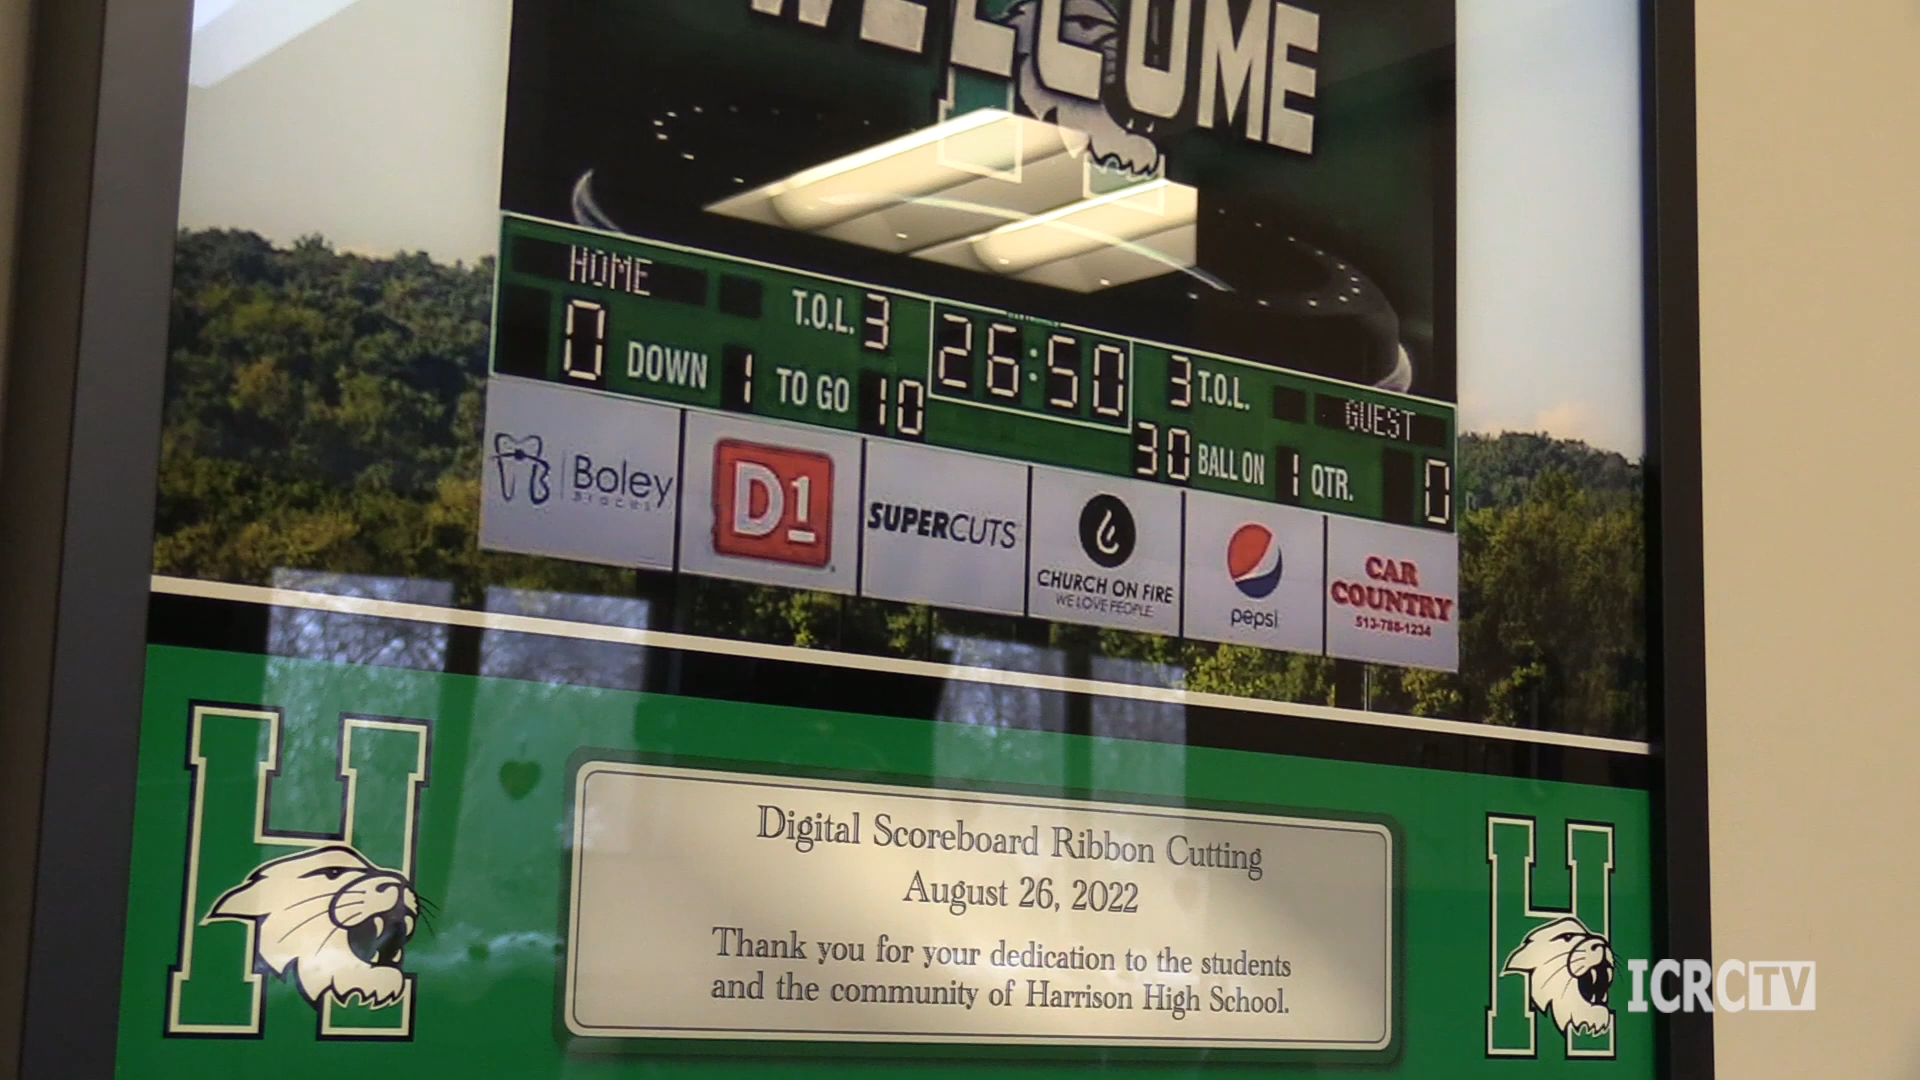 WELCOME
HOME
T.O.L. 3
26:50
3 T.O.L.
GUEST
0 DOWN 1 TO GO 10
30 BALL ON 1 QTR. 0
Boley
Braces
D1
SUPERCUTS
CHURCH ON FIRE
WE LOVE PEOPLE
pepsi
CAR
COUNTRY
513-788-1234
H
H
Digital Scoreboard Ribbon Cutting
August 26, 2022
Thank you for your dedication to the students
and the community of Harrison High School.
ICRCTV